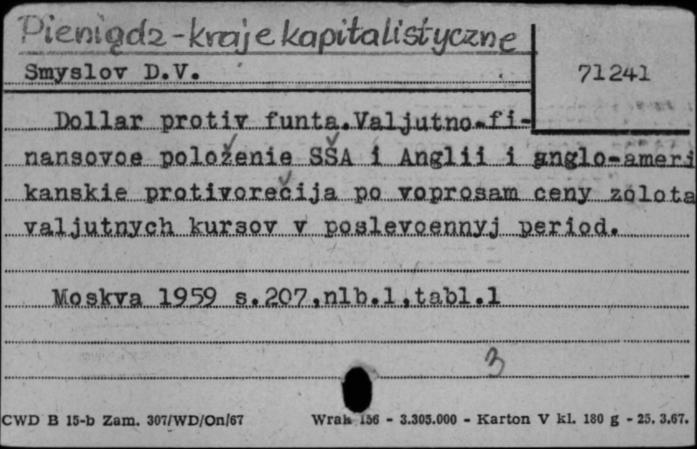 Pieniądz - kraje kapitalistyczne
Smyslov D.V.
71241
Dollar protiv funta.Valjutno-fi-
nansovoe položenie SŠA i Anglii i anglo-ameri
kanskie protivorečija po voprosam ceny zolota
valjutnych kursov v poslevoennyj period.
Moskva 1959 s.207,nlb.1,tabl.1
3
CWD B 15-b Zam. 307/WD/On/67 Wrak 156 - 3.305.000 - Karton V kl. 180 g - 25. 3.67.